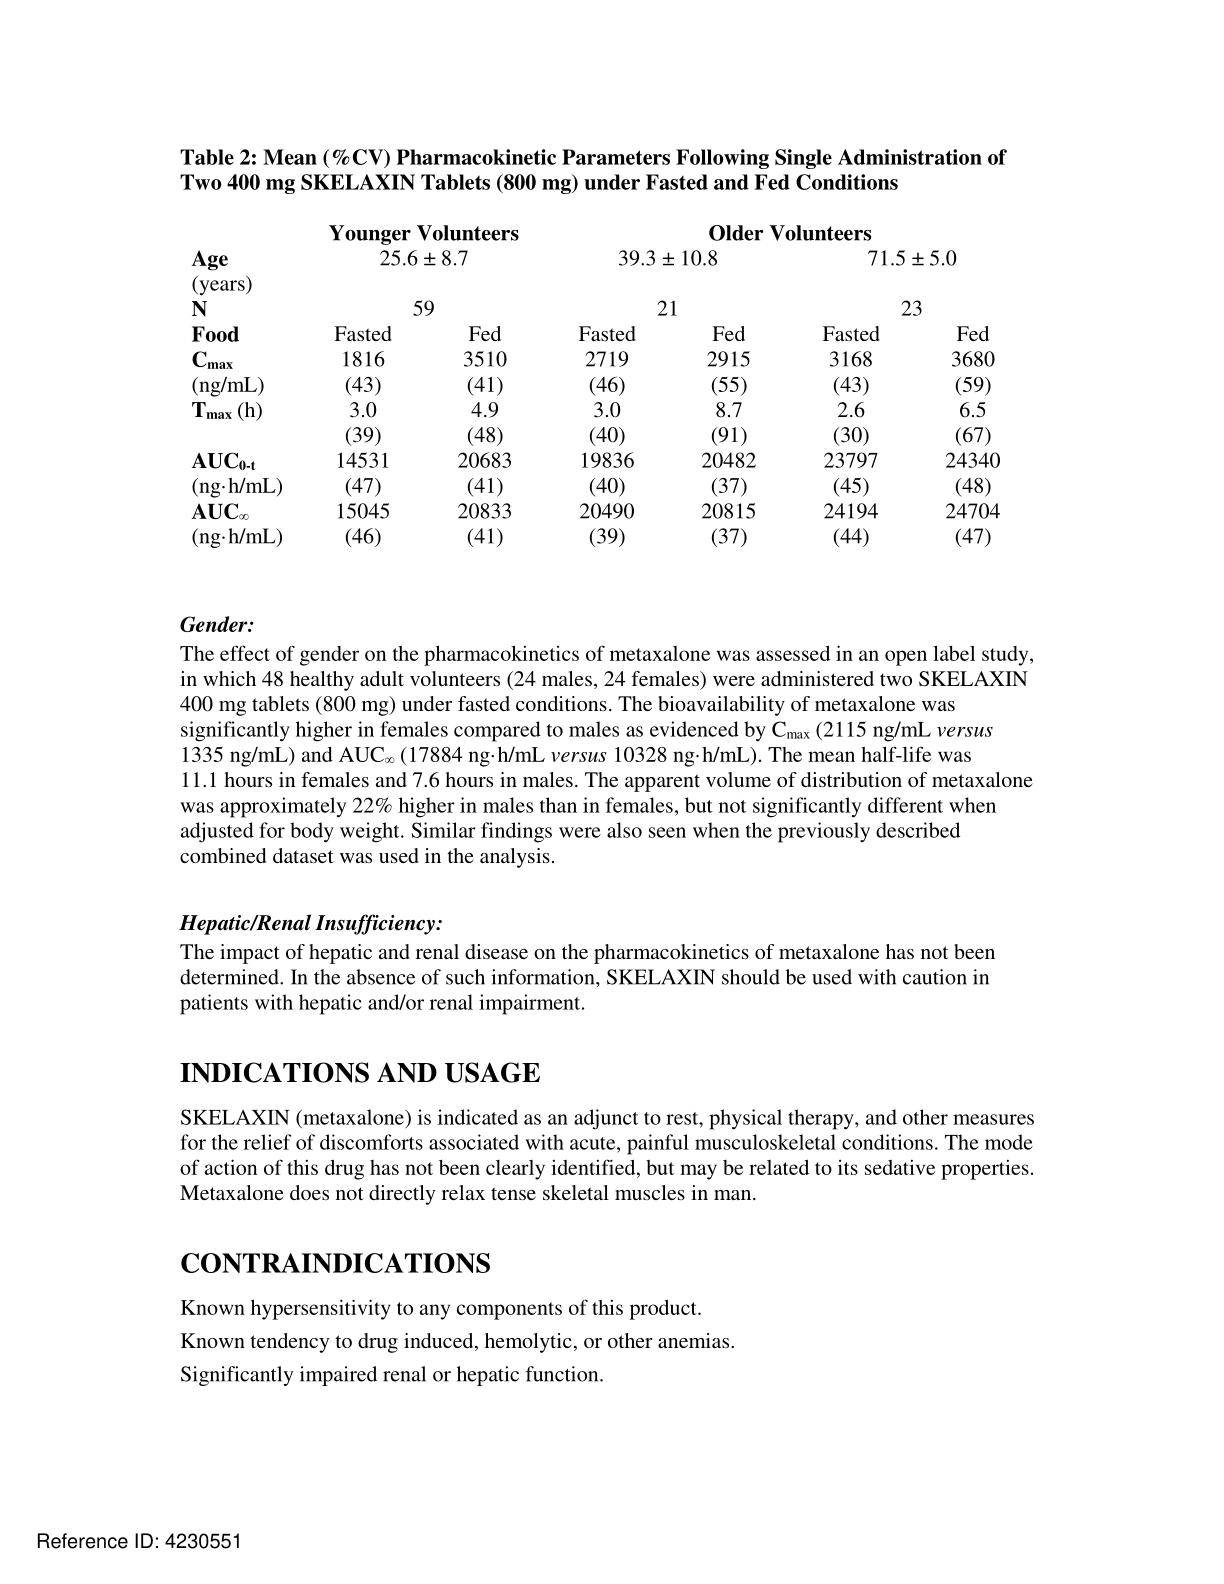 Table 2: Mean (%CV) Pharmacokinetic Parameters Following Single Administration of
Two 400 mg SKELAXIN Tablets (800 mg) under Fasted and Fed Conditions
Younger Volunteers Older Volunteers
Age 25.6 ± 8.7 39.3 ± 10.8 71.5 ± 5.0
(years)
N 59 21 23
Food Fasted Fed Fasted Fed Fasted Fed
Cmax 1816 3510 2719 2915 3168 3680
(ng/mL) (43) (41) (46) (55) (43) (59)
Tmax (h) 3.0 4.9 3.0 8.7 2.6 6.5
(39) (48) (40) (91) (30) (67)
AUC0-t 14531 20683 19836 20482 23797 24340
(ng·h/mL) (47) (41) (40) (37) (45) (48)
AUC∞ 15045 20833 20490 20815 24194 24704
(ng·h/mL) (46) (41) (39) (37) (44) (47)
Gender:
The effect of gender on the pharmacokinetics of metaxalone was assessed in an open label study,
in which 48 healthy adult volunteers (24 males, 24 females) were administered two SKELAXIN
400 mg tablets (800 mg) under fasted conditions. The bioavailability of metaxalone was
significantly higher in females compared to males as evidenced by Cmax (2115 ng/mL versus
1335 ng/mL) and AUC∞ (17884 ng·h/mL versus 10328 ng·h/mL). The mean half-life was
11.1 hours in females and 7.6 hours in males. The apparent volume of distribution of metaxalone
was approximately 22% higher in males than in females, but not significantly different when
adjusted for body weight. Similar findings were also seen when the previously described
combined dataset was used in the analysis.
Hepatic/Renal Insufficiency:
The impact of hepatic and renal disease on the pharmacokinetics of metaxalone has not been
determined. In the absence of such information, SKELAXIN should be used with caution in
patients with hepatic and/or renal impairment.
INDICATIONS AND USAGE
SKELAXIN (metaxalone) is indicated as an adjunct to rest, physical therapy, and other measures
for the relief of discomforts associated with acute, painful musculoskeletal conditions. The mode
of action of this drug has not been clearly identified, but may be related to its sedative properties.
Metaxalone does not directly relax tense skeletal muscles in man.
CONTRAINDICATIONS
Known hypersensitivity to any components of this product.
Known tendency to drug induced, hemolytic, or other anemias.
Significantly impaired renal or hepatic function.
Reference ID: 4230551